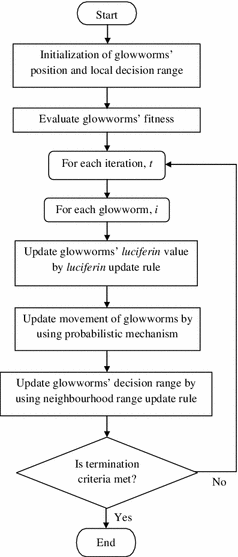 Start
Initialization of glowworms'
position and local decision range
Evaluate glowworms' fitness
For each iteration, t
For each glowworm, i
Update glowworms' luciferin value
by luciferin update rule
Update movement of glowworms by
using probabilistic mechanism
Update glowworms' decision range by
using neighbourhood range update rule
Is termination
criteria met?
No
Yes
End